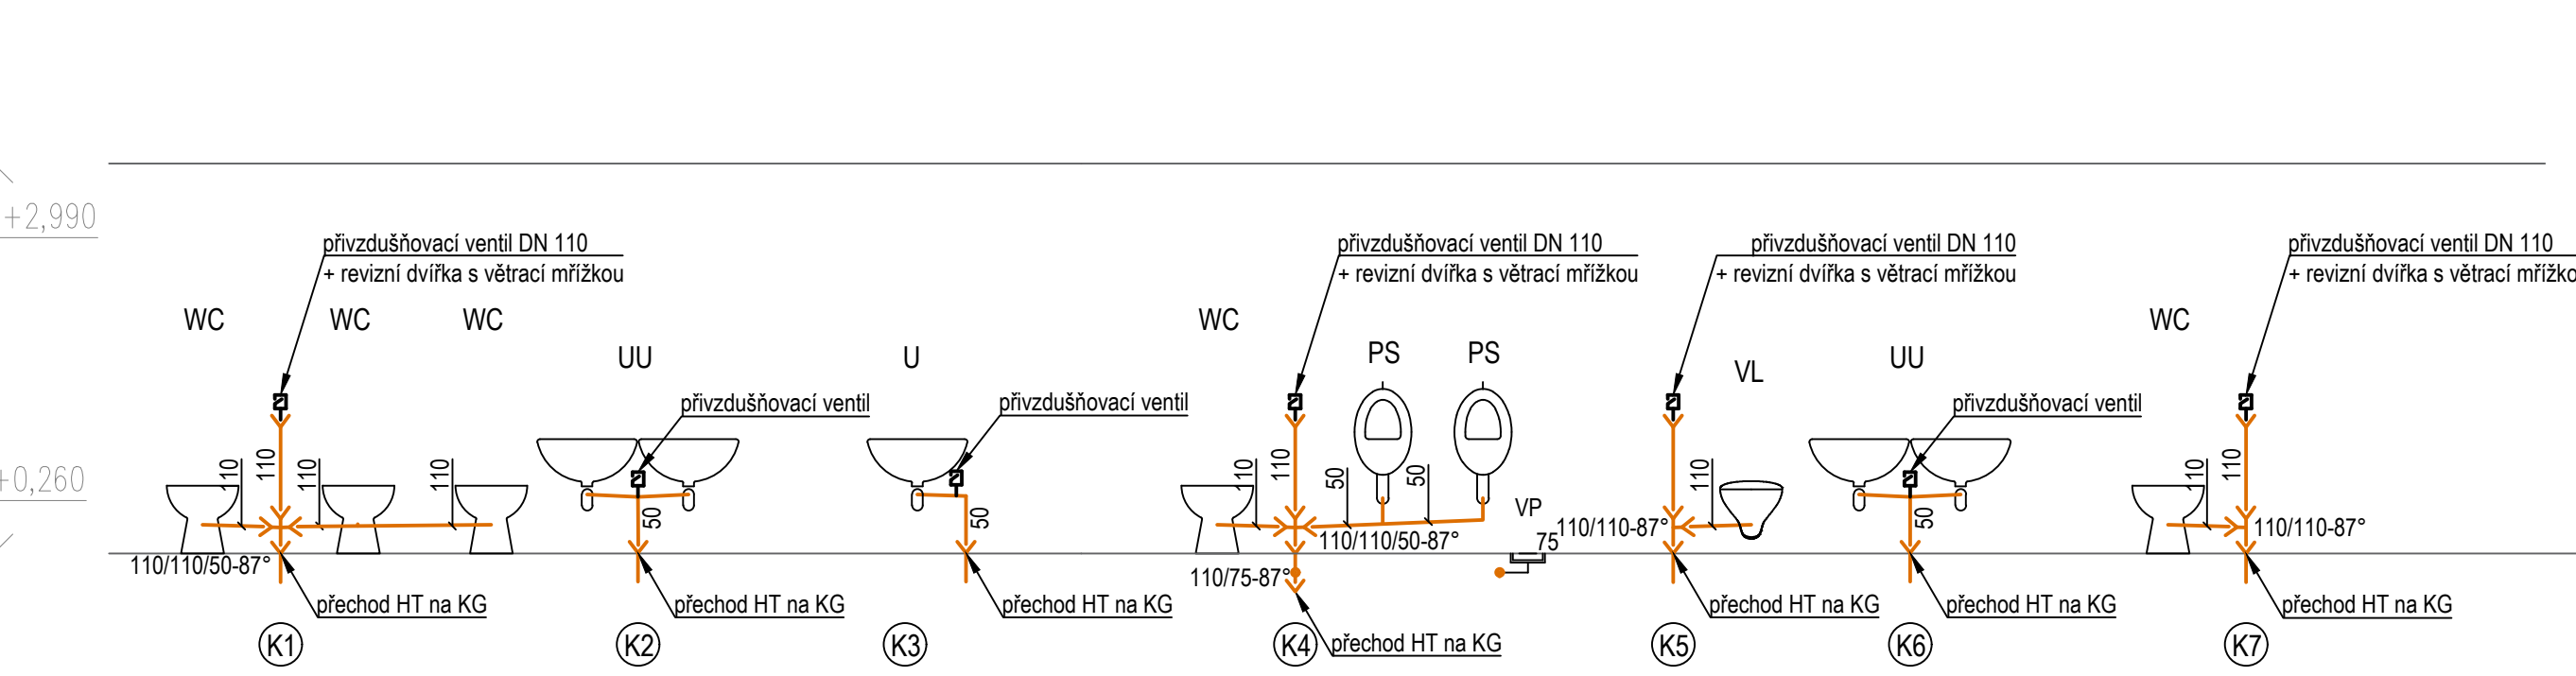 +2,990
přivzdušňovací ventil DN 110
+ revizní dvířka s větrací mřížkou
přivzdušňovací ventil DN 110
+ revizní dvířka s větrací mřížkou
přivzdušňovací ventil DN 110
+ revizní dvířka s větrací mřížkou
přivzdušňovací ventil DN 110
+ revizní dvířka s větrací mřížko
WC
WC
WC
WC
WC
UU
U
PS
PS
VL
UU
přivzdušňovací ventil
přivzdušňovací ventil
přivzdušňovací ventil
+0,260
110
110
110
110
50
50
110
110
50
50
VP
75
110
50
110
110
110/110/50-87°
110/110/50-87°
110/75-87°
110/110-87°
110/110-87°
přechod HT na KG
přechod HT na KG
přechod HT na KG
přechod HT na KG
přechod HT na KG
přechod HT na KG
přechod HT na KG
K1
K2
K3
K4
K5
K6
K7